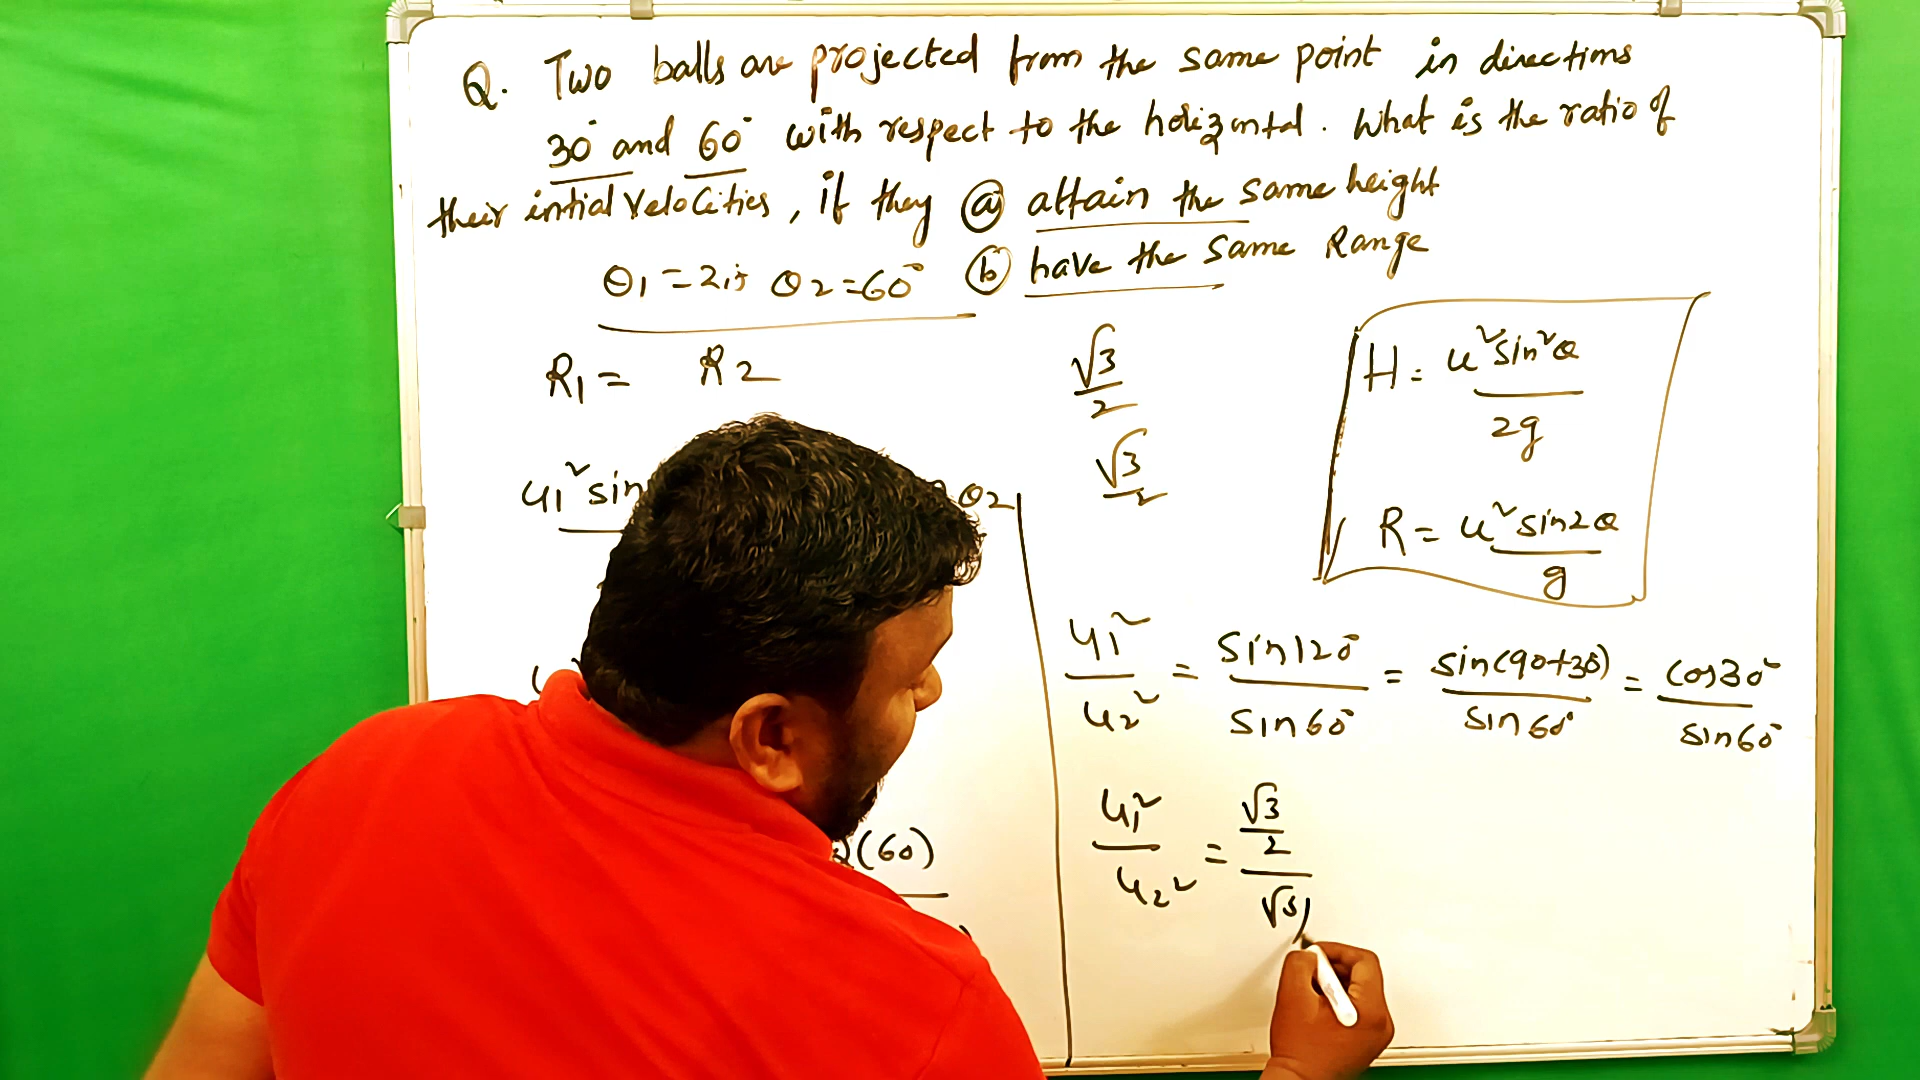 Q. Two balls are projected from the same point in directions
30° and 60° with respect to the horizontal. What is the ratio of
their intial velocities, if they (a) attain the same height
(b) have the same Range
θ2=60°
R1 = R2
√3/2
√3/2
H = u²sin²θ/2g
R = u²sin2θ/g
u1²sin
θ2
u1²/u2² = sin120°/sin60° = sin(90+30)/sin60° = cos30°/sin60°
2(60)
u1²/u2² = √3/2/√3/